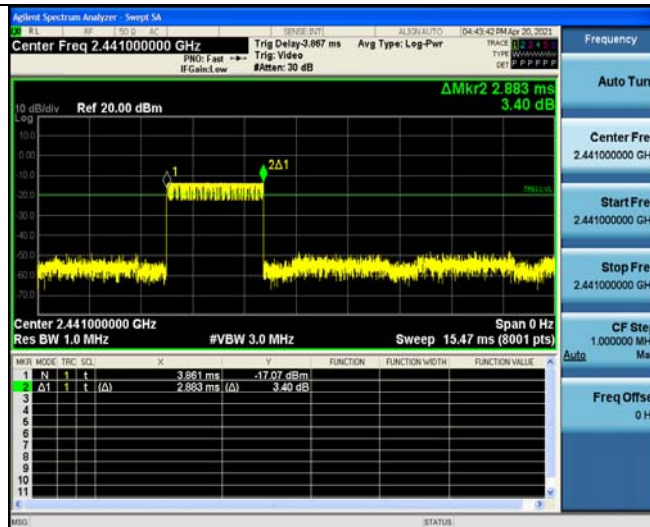 Agilent Spectrum Analyzer - Swept SA
RL RF 50 Ω AC SENSE:INT ALIGN AUTO 04:43:42 PM Apr 20, 2021
Center Freq 2.441000000 GHz
PNO: Fast
IFGain:Low
Trig Delay-3.867 ms
Trig: Video
#Atten: 30 dB
Avg Type: Log-Pwr
TRACE 1 2 3 4 5 6
TYPE
DET P P P P P P
ΔMkr2 2.883 ms
3.40 dB
10 dB/div Ref 20.00 dBm
Log
10.0
0.00
-10.0
-20.0
-30.0
-40.0
-50.0
-60.0
-70.0
1
2Δ1
TRIG LVL
Center 2.441000000 GHz Span 0 Hz
Res BW 1.0 MHz #VBW 3.0 MHz Sweep 15.47 ms (8001 pts)
MKR MODE TRC SCL X Y FUNCTION FUNCTION WIDTH FUNCTION VALUE
1 N 1 t 3.861 ms -17.07 dBm
2 Δ1 1 t (Δ) 2.883 ms (Δ) 3.40 dB
3
4
5
6
7
8
9
10
11
MSG STATUS
Frequency
Auto Tun
Center Fre
2.441000000 GH
Start Fre
2.441000000 GH
Stop Fre
2.441000000 GH
CF Ste
1.000000 MH
Auto Ma
Freq Offse
0 H